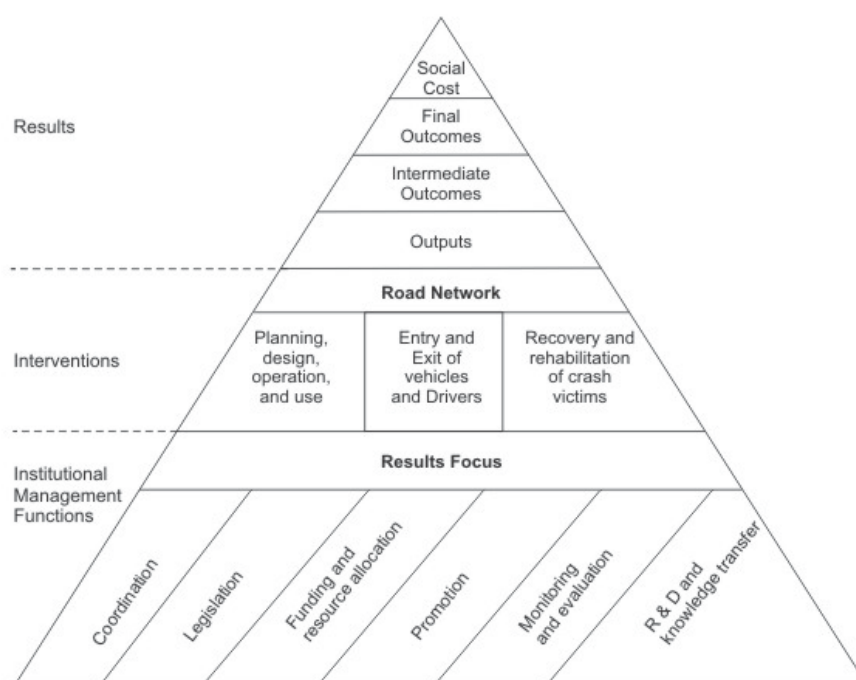 Social
Cost
Results
Final
Outcomes
Intermediate
Outcomes
Outputs
Road Network
Interventions
Planning,
design,
operation,
and use
Entry and
Exit of
vehicles
and Drivers
Recovery and
rehabilitation
of crash
victims
Institutional
Management
Functions
Results Focus
Coordination
Legislation
Funding and
resource allocation
Promotion
Monitoring
and evaluation
R & D and
knowledge transfer